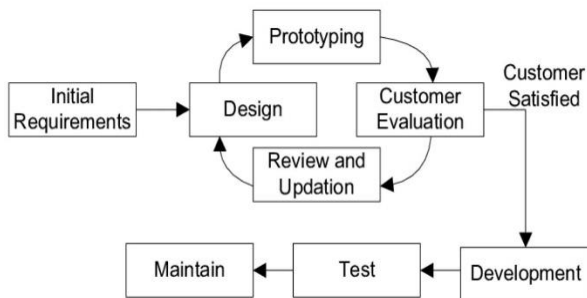 Prototyping
Initial
Requirements
Design
Customer
Evaluation
Customer
Satisfied
Review and
Updation
Maintain
Test
Development